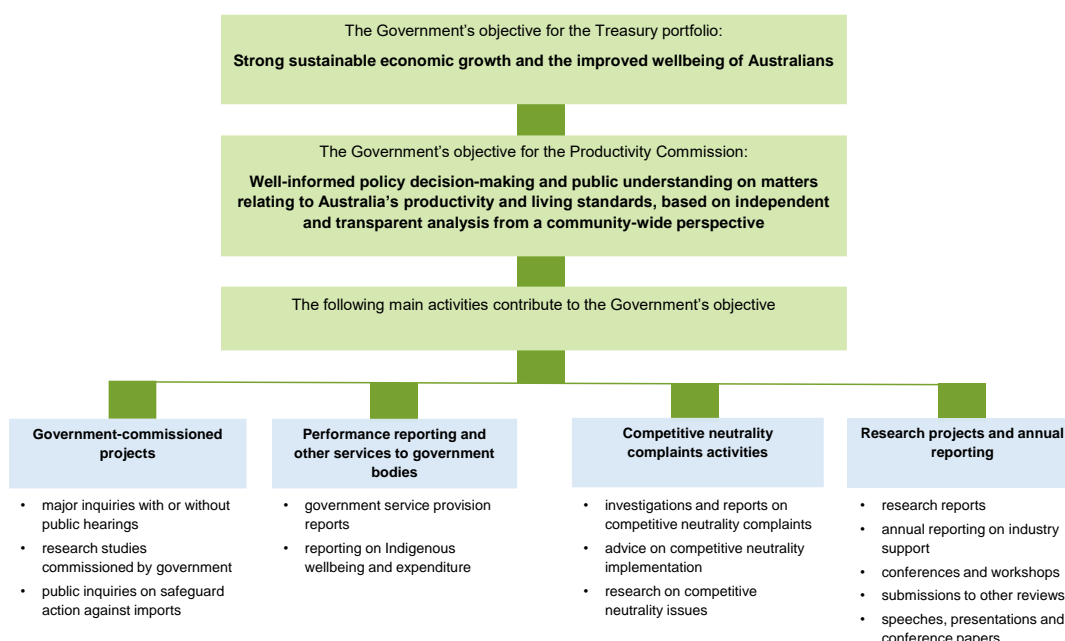 The Government's objective for the Treasury portfolio:
Strong sustainable economic growth and the improved wellbeing of Australians
The Government's objective for the Productivity Commission:
Well-informed policy decision-making and public understanding on matters
relating to Australia's productivity and living standards, based on independent
and transparent analysis from a community-wide perspective
The following main activities contribute to the Government's objective
Government-commissioned
projects
• major inquiries with or without
public hearings
• research studies
commissioned by government
• public inquiries on safeguard
action against imports
Performance reporting and
other services to government
bodies
• government service provision
reports
• reporting on Indigenous
wellbeing and expenditure
Competitive neutrality
complaints activities
• investigations and reports on
competitive neutrality complaints
• advice on competitive neutrality
implementation
• research on competitive
neutrality issues
Research projects and annual
reporting
• research reports
• annual reporting on industry
support
• conferences and workshops
• submissions to other reviews
• speeches, presentations and
conference papers